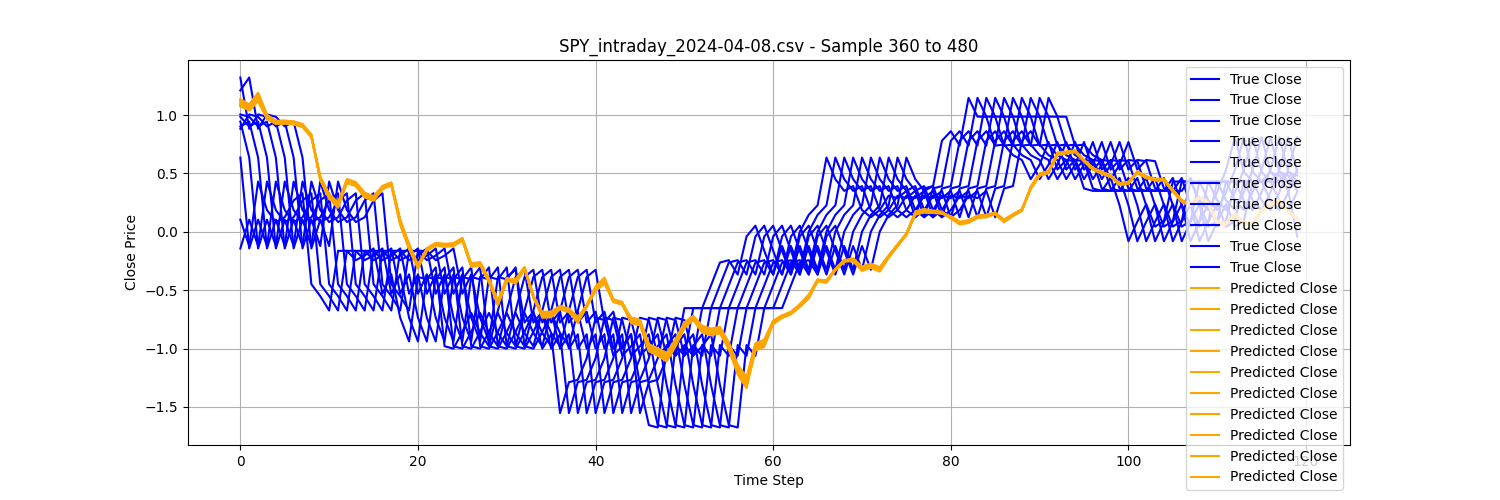 SPY_intraday_2024-04-08.csv - Sample 360 to 480
Close Price
1.0
0.5
0.0
−0.5
−1.0
−1.5
0
20
40
60
80
100
120
Time Step
True Close
True Close
True Close
True Close
True Close
True Close
True Close
True Close
True Close
True Close
Predicted Close
Predicted Close
Predicted Close
Predicted Close
Predicted Close
Predicted Close
Predicted Close
Predicted Close
Predicted Close
Predicted Close